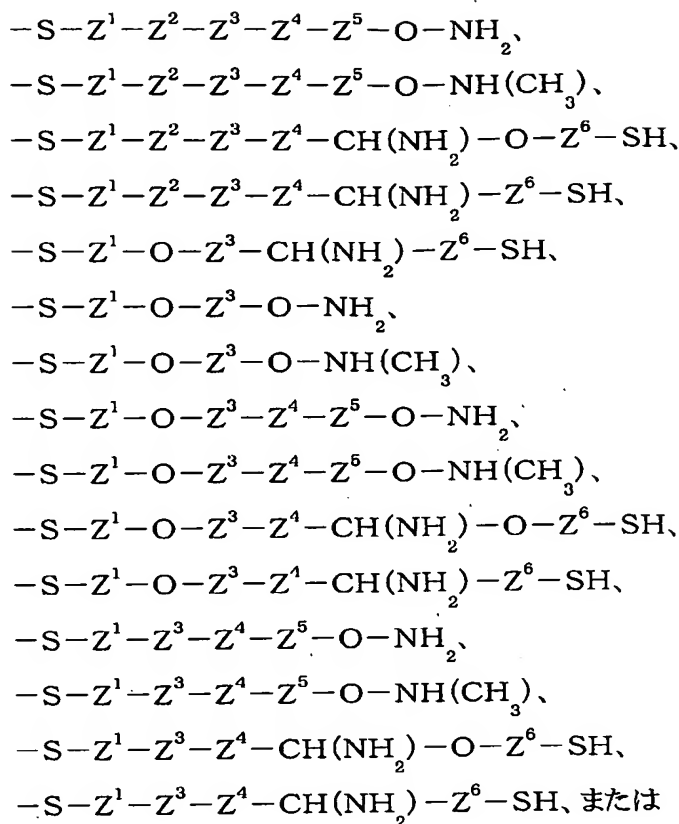 −S−Z¹−Z²−Z³−Z⁴−Z⁵−O−NH₂、
−S−Z¹−Z²−Z³−Z⁴−Z⁵−O−NH(CH₃)、
−S−Z¹−Z²−Z³−Z⁴−CH(NH₂)−O−Z⁶−SH、
−S−Z¹−Z²−Z³−Z⁴−CH(NH₂)−Z⁶−SH、
−S−Z¹−O−Z³−CH(NH₂)−Z⁶−SH、
−S−Z¹−O−Z³−O−NH₂、
−S−Z¹−O−Z³−O−NH(CH₃)、
−S−Z¹−O−Z³−Z⁴−Z⁵−O−NH₂、
−S−Z¹−O−Z³−Z⁴−Z⁵−O−NH(CH₃)、
−S−Z¹−O−Z³−Z⁴−CH(NH₂)−O−Z⁶−SH、
−S−Z¹−O−Z³−Z⁴−CH(NH₂)−Z⁶−SH、
−S−Z¹−Z³−Z⁴−Z⁵−O−NH₂、
−S−Z¹−Z³−Z⁴−Z⁵−O−NH(CH₃)、
−S−Z¹−Z³−Z⁴−CH(NH₂)−O−Z⁶−SH、
−S−Z¹−Z³−Z⁴−CH(NH₂)−Z⁶−SH、または